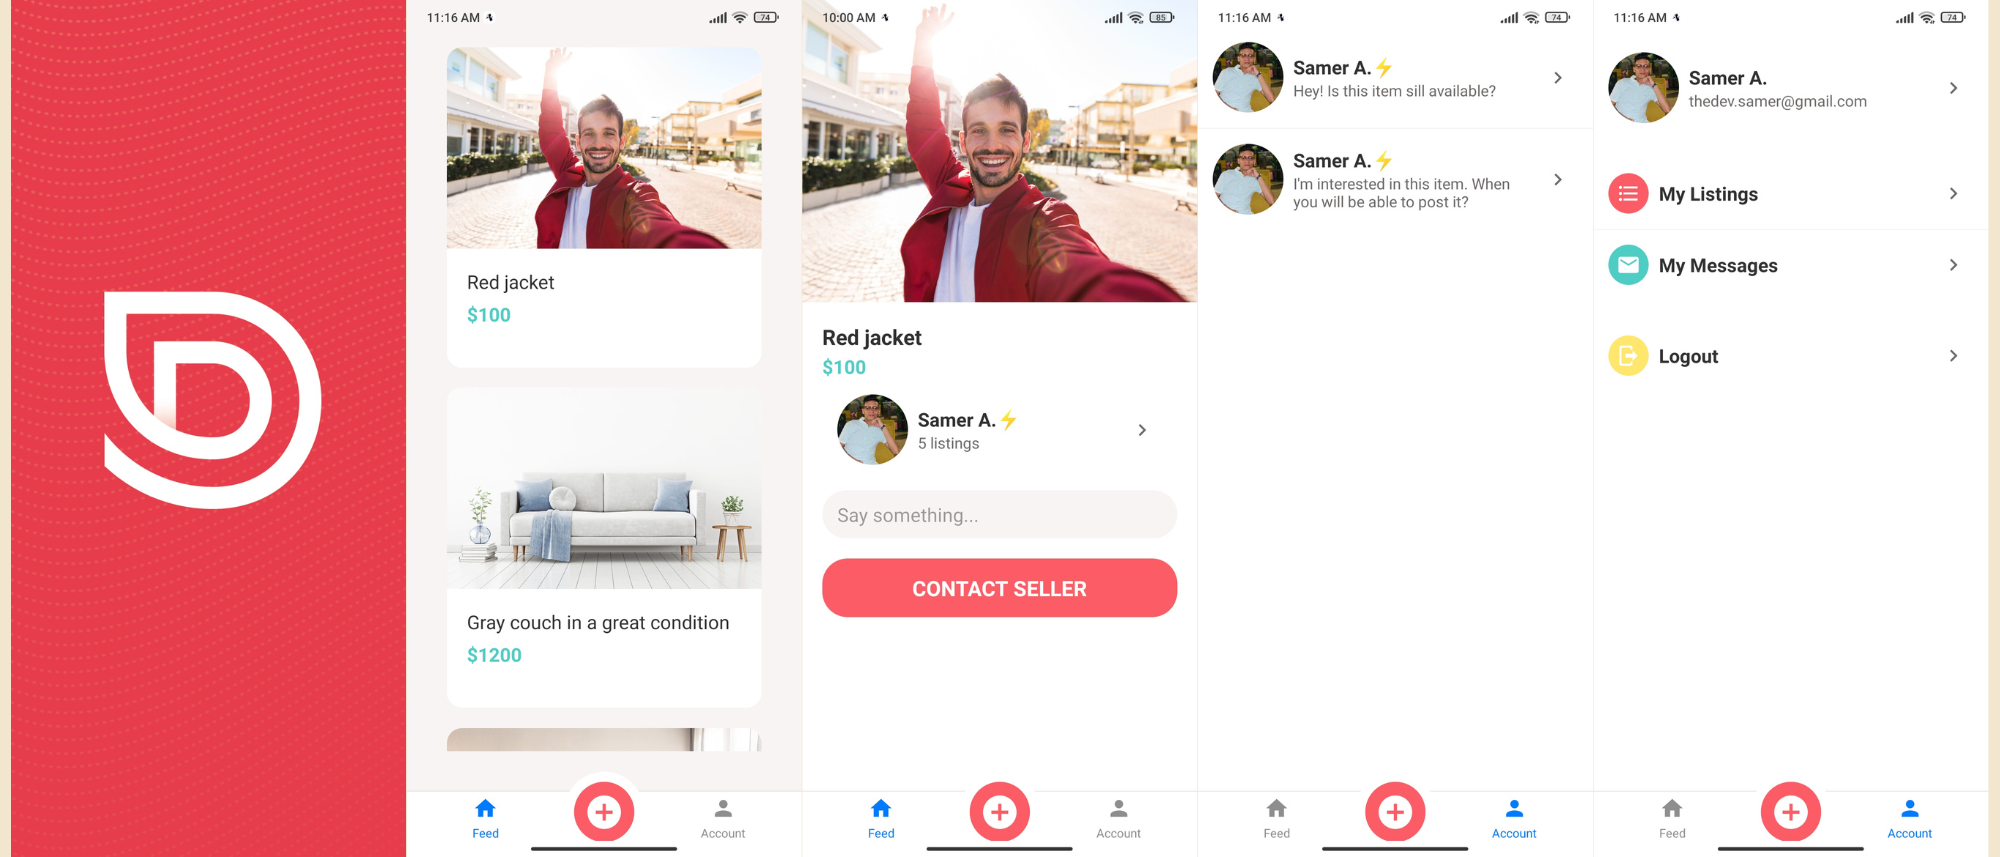 11:16 AM
74
Red jacket
$100
Gray couch in a great condition
$1200
Feed
Account
10:00 AM
85
Red jacket
$100
Samer A.⚡
5 listings
Say something...
CONTACT SELLER
Feed
Account
11:16 AM
74
Samer A.⚡
Hey! Is this item sill available?
Samer A.⚡
I'm interested in this item. When
you will be able to post it?
Feed
Account
11:16 AM
74
Samer A.
thedev.samer@gmail.com
My Listings
My Messages
Logout
Feed
Account